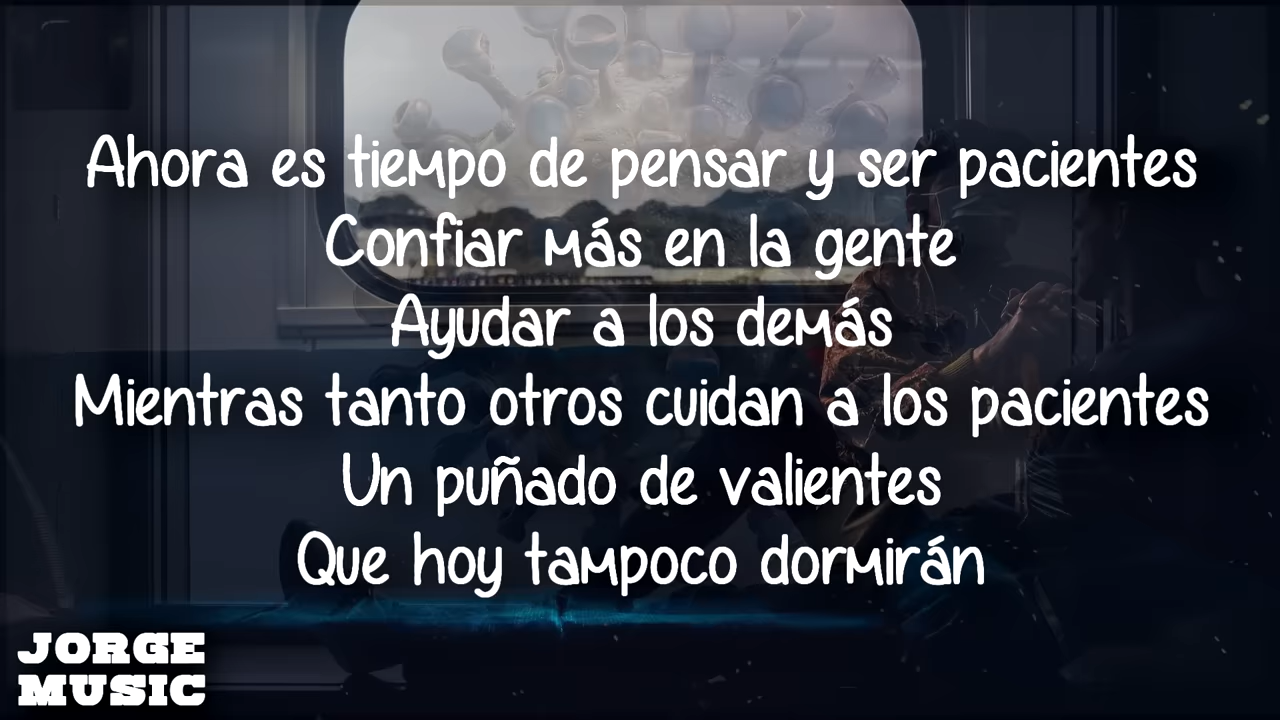 Ahora es tiempo de pensar y ser pacientes
Confiar más en la gente
Ayudar a los demás
Mientras tanto otros cuidan a los pacientes
Un puñado de valientes
Que hoy tampoco dormirán
JORGE
MUSIC